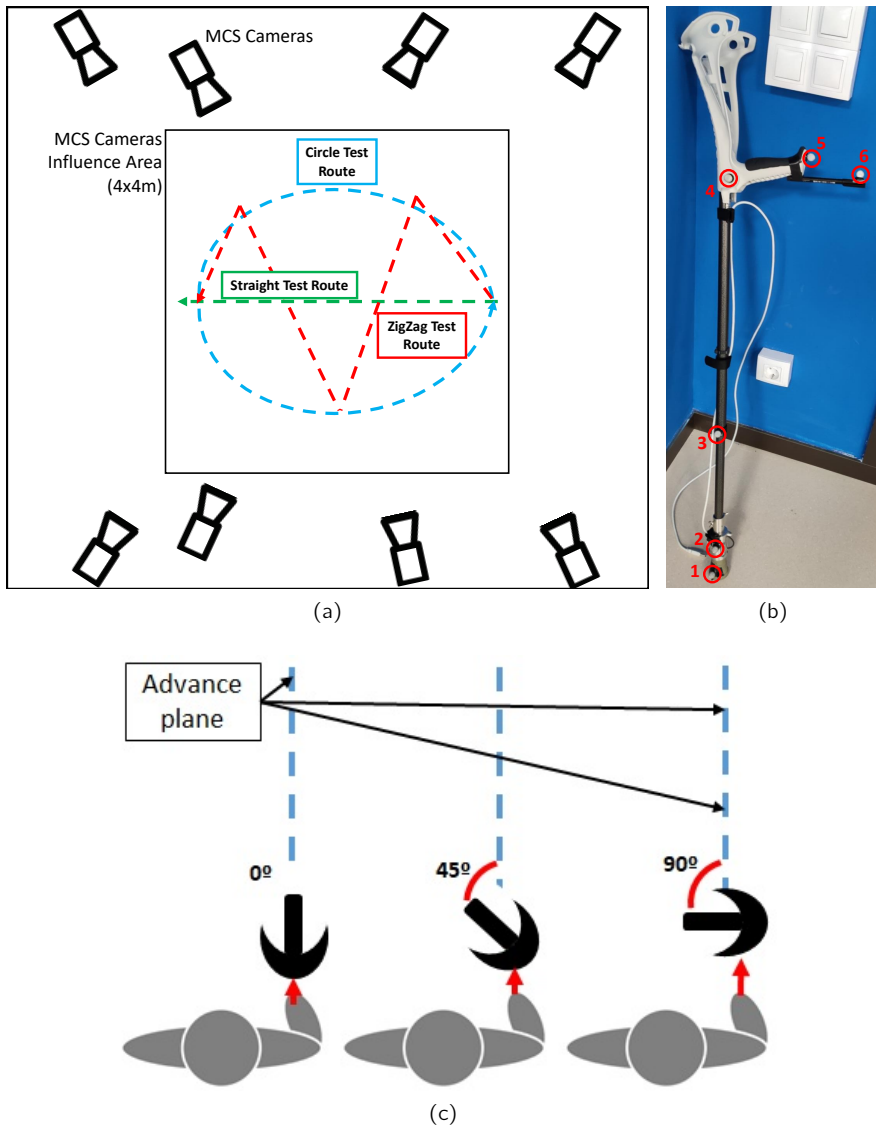 MCS Cameras
MCS Cameras
Influence Area
(4x4m)
Circle Test
Route
Straight Test Route
ZigZag Test
Route
(a)
5
6
4
3
2
1
(b)
Advance
plane
0º
45º
90º
(c)